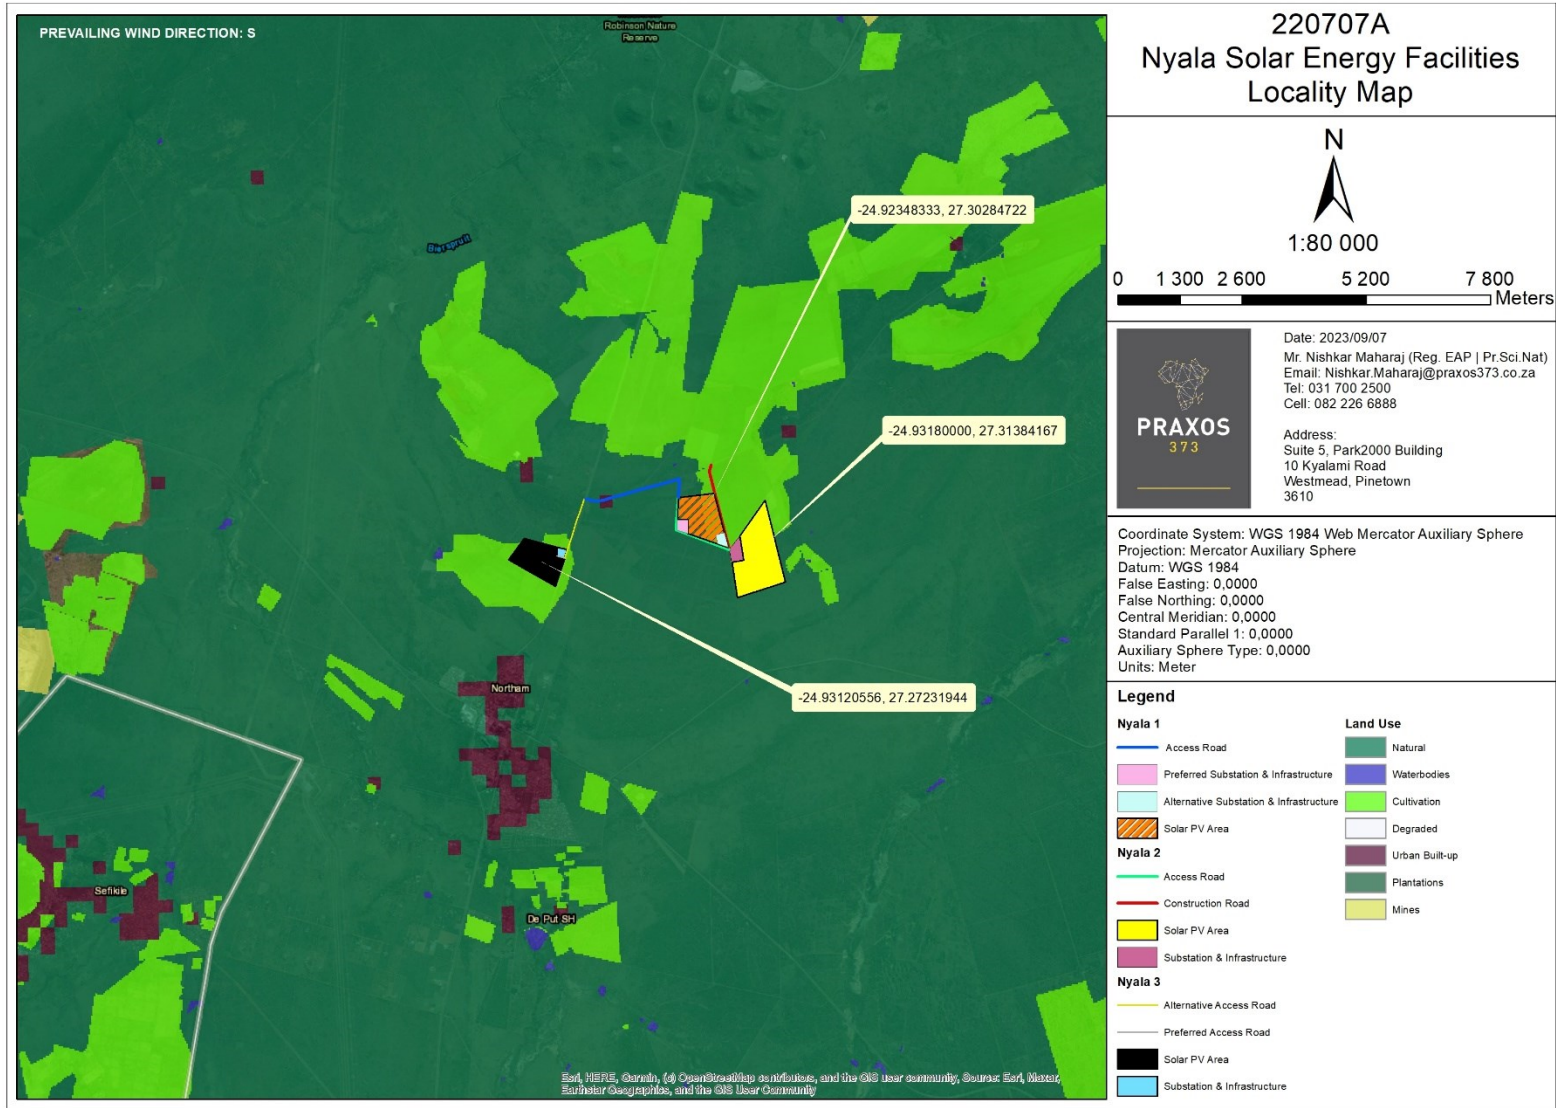 PREVAILING WIND DIRECTION: S
Robinson Nature
Reserve
Bierspruit
-24.92348333, 27.30284722
-24.93180000, 27.31384167
-24.93120556, 27.27231944
Northam
Sefikile
De Put SH
Esri, HERE, Garmin, (c) OpenStreetMap contributors, and the GIS user community, Source: Esri, Maxar,
Earthstar Geographics, and the GIS User Community
220707A
Nyala Solar Energy Facilities
Locality Map
N
1:80 000
0 1 300 2 600 5 200 7 800
Meters
PRAXOS
373
Date: 2023/09/07
Mr. Nishkar Maharaj (Reg. EAP | Pr.Sci.Nat)
Email: Nishkar.Maharaj@praxos373.co.za
Tel: 031 700 2500
Cell: 082 226 6888
Address:
Suite 5, Park2000 Building
10 Kyalami Road
Westmead, Pinetown
3610
Coordinate System: WGS 1984 Web Mercator Auxiliary Sphere
Projection: Mercator Auxiliary Sphere
Datum: WGS 1984
False Easting: 0,0000
False Northing: 0,0000
Central Meridian: 0,0000
Standard Parallel 1: 0,0000
Auxiliary Sphere Type: 0,0000
Units: Meter
Legend
Nyala 1
Access Road
Preferred Substation & Infrastructure
Alternative Substation & Infrastructure
Solar PV Area
Nyala 2
Access Road
Construction Road
Solar PV Area
Substation & Infrastructure
Nyala 3
Alternative Access Road
Preferred Access Road
Solar PV Area
Substation & Infrastructure
Land Use
Natural
Waterbodies
Cultivation
Degraded
Urban Built-up
Plantations
Mines